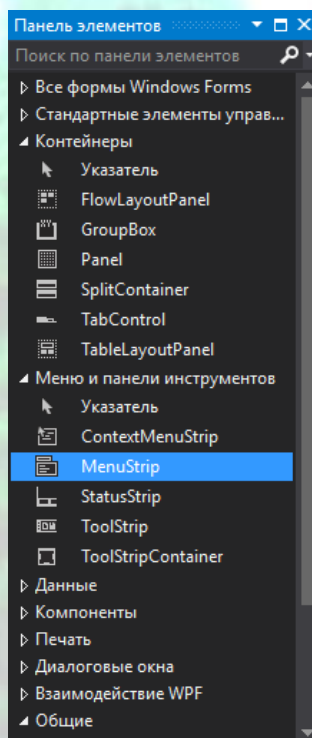 Панель элементов
Поиск по панели элементов
Все формы Windows Forms
Стандартные элементы управ...
Контейнеры
Указатель
FlowLayoutPanel
GroupBox
Panel
SplitContainer
TabControl
TableLayoutPanel
Меню и панели инструментов
Указатель
ContextMenuStrip
MenuStrip
StatusStrip
ToolStrip
ToolStripContainer
Данные
Компоненты
Печать
Диалоговые окна
Взаимодействие WPF
Общие